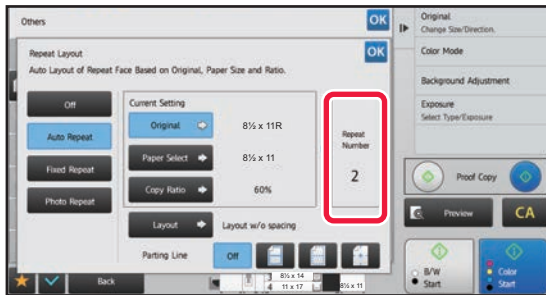 Others
OK
Repeat Layout
OK
Auto Layout of Repeat Face Based on Original, Paper Size and Ratio.
Off
Auto Repeat
Fixed Repeat
Photo Repeat
Current Setting
Original
8½ x 11R
Paper Select
8½ x 11
Copy Ratio
60%
Repeat
Number
2
Layout
Layout w/o spacing
Parting Line
Off
Back
8½ x 14
4
11 x 17
8½ x 11
Original
Change Size/Direction.
Color Mode
Background Adjustment
Exposure
Select Type/Exposure
Proof Copy
Preview
CA
B/W
Start
Color
Start